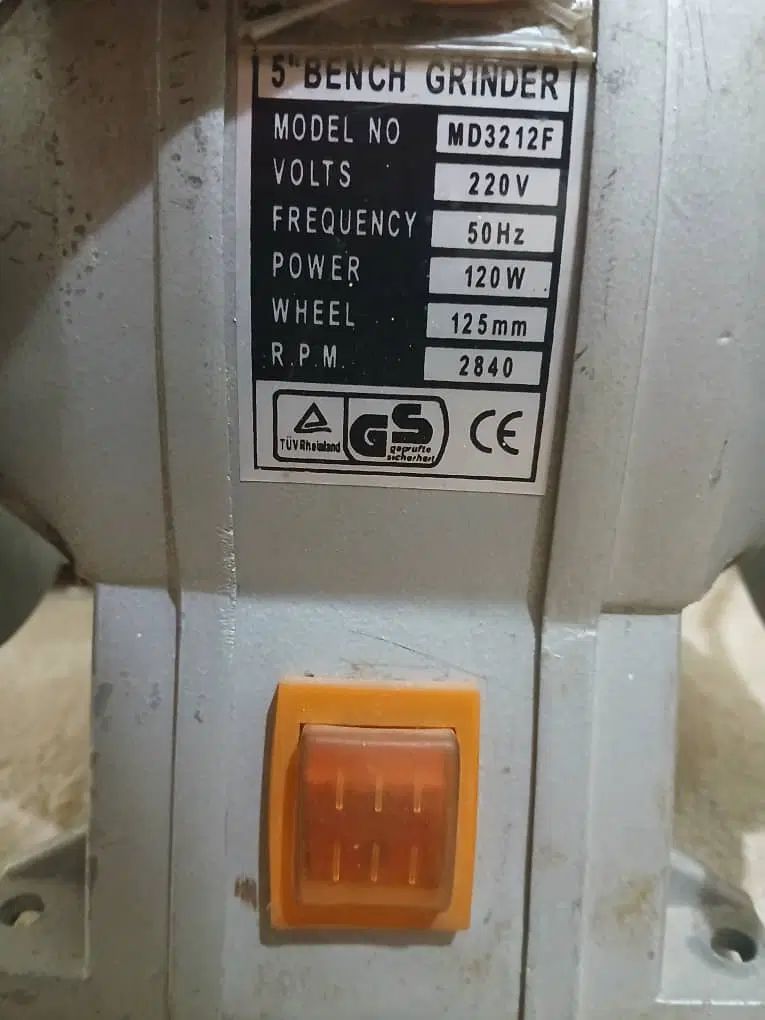 5" BENCH GRINDER
MODEL NO MD3212F
VOLTS 220V
FREQUENCY 50Hz
POWER 120W
WHEEL 125mm
R.P.M. 2840
TÜV Rheinland
GS
geprüfte
sicherheit
CE